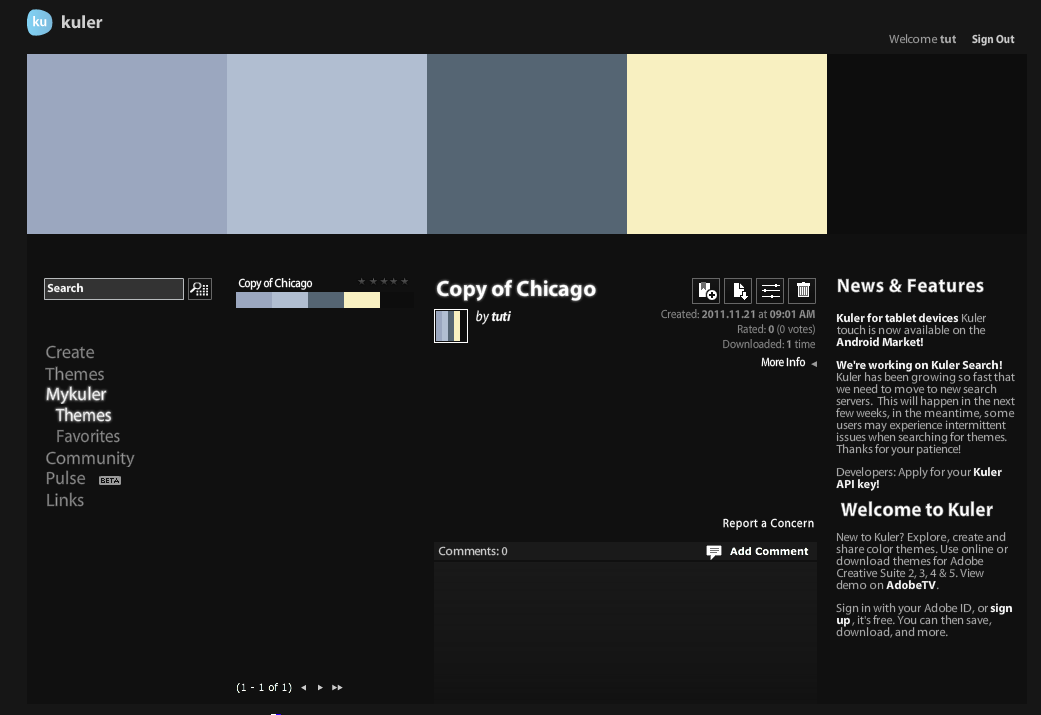 ku kuler
Welcome tut Sign Out
Search
Create
Themes
Mykuler
Themes
Favorites
Community
Pulse BETA
Links
Copy of Chicago
(1 - 1 of 1)
Copy of Chicago
by tuti
Created: 2011.11.21 at 09:01 AM
Rated: 0 (0 votes)
Downloaded: 1 time
More Info
Report a Concern
Comments: 0
Add Comment
News & Features
Kuler for tablet devices Kuler
touch is now available on the
Android Market!
We're working on Kuler Search!
Kuler has been growing so fast that
we need to move to new search
servers. This will happen in the next
few weeks, in the meantime, some
users may experience intermittent
issues when searching for themes.
Thanks for your patience!
Developers: Apply for your Kuler
API key!
Welcome to Kuler
New to Kuler? Explore, create and
share color themes. Use online or
download themes for Adobe
Creative Suite 2, 3, 4 & 5. View
demo on AdobeTV.
Sign in with your Adobe ID, or sign
up, it's free. You can then save,
download, and more.